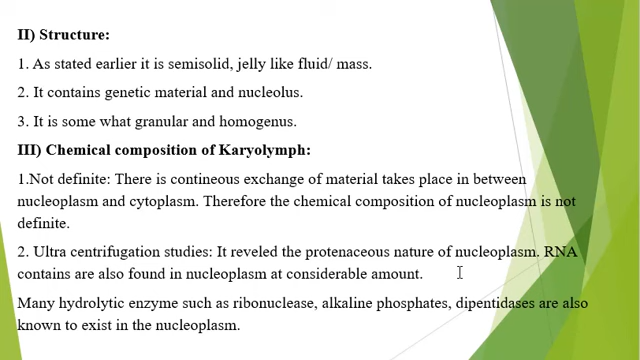 II) Structure:
1. As stated earlier it is semisolid, jelly like fluid/ mass.
2. It contains genetic material and nucleolus.
3. It is some what granular and homogenus.
III) Chemical composition of Karyolymph:
1.Not definite: There is contineous exchange of material takes place in between
nucleoplasm and cytoplasm. Therefore the chemical composition of nucleoplasm is not
definite.
2. Ultra centrifugation studies: It reveled the protenaceous nature of nucleoplasm. RNA
contains are also found in nucleoplasm at considerable amount.
Many hydrolytic enzyme such as ribonuclease, alkaline phosphates, dipentidases are also
known to exist in the nucleoplasm.